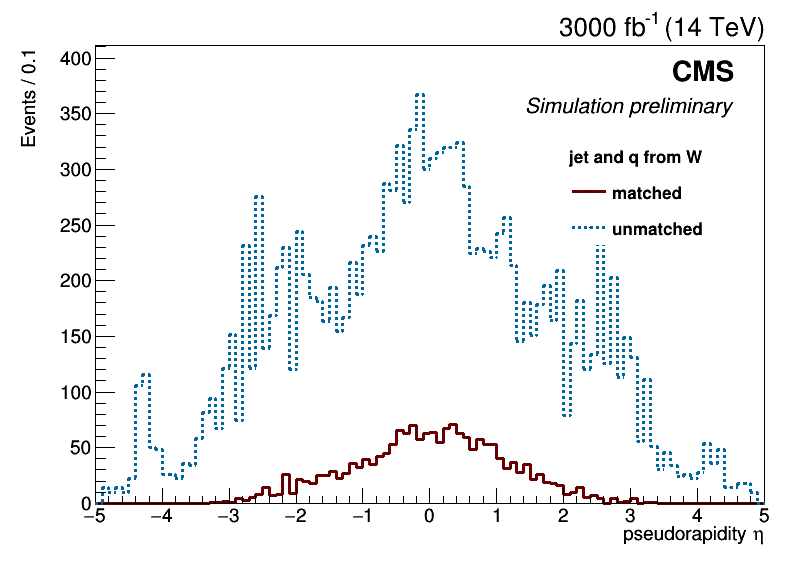 3000 fb⁻¹ (14 TeV)
Events / 0.1
400
350
300
250
200
150
100
50
0
CMS
Simulation preliminary
jet and q from W
matched
unmatched
−5 −4 −3 −2 −1 0 1 2 3 4 5
pseudorapidity η